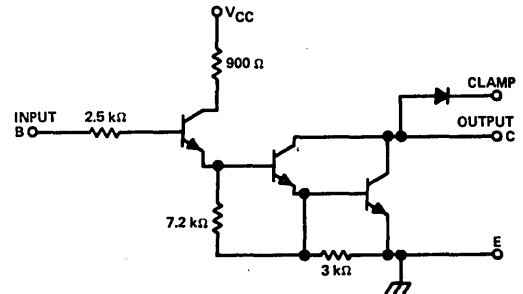 VCC
900 Ω
CLAMP
INPUT
2.5 kΩ
OUTPUT
B
C
7.2 kΩ
E
3 kΩ